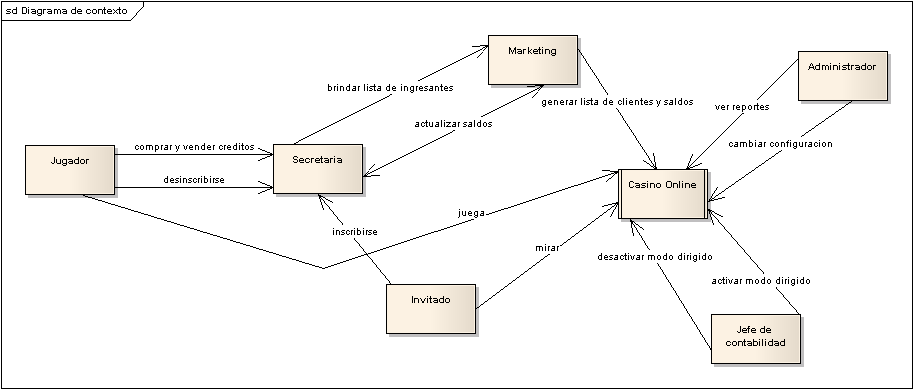 sd Diagrama de contexto
Marketing
Administrador
brindar lista de ingresantes
generar lista de clientes y saldos
ver reportes
actualizar saldos
cambiar configuracion
comprar y vender creditos
Jugador
Secretaria
desinscribirse
Casino Online
juega
inscribirse
mirar
desactivar modo dirigido
activar modo dirigido
Invitado
Jefe de
contabilidad